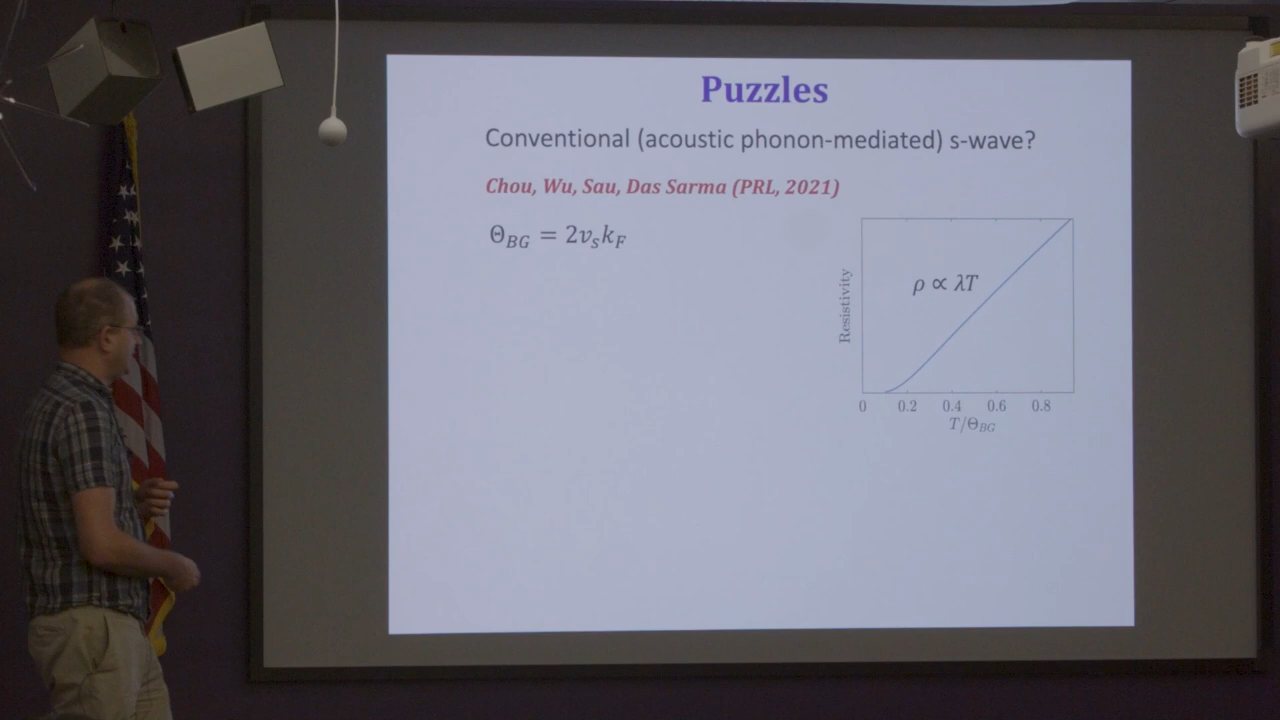 Puzzles
Conventional (acoustic phonon-mediated) s-wave?
Chou, Wu, Sau, Das Sarma (PRL, 2021)
Θ_BG = 2v_s k_F
ρ ∝ λT
Resistivity
0 0.2 0.4 0.6 0.8
T/Θ_BG